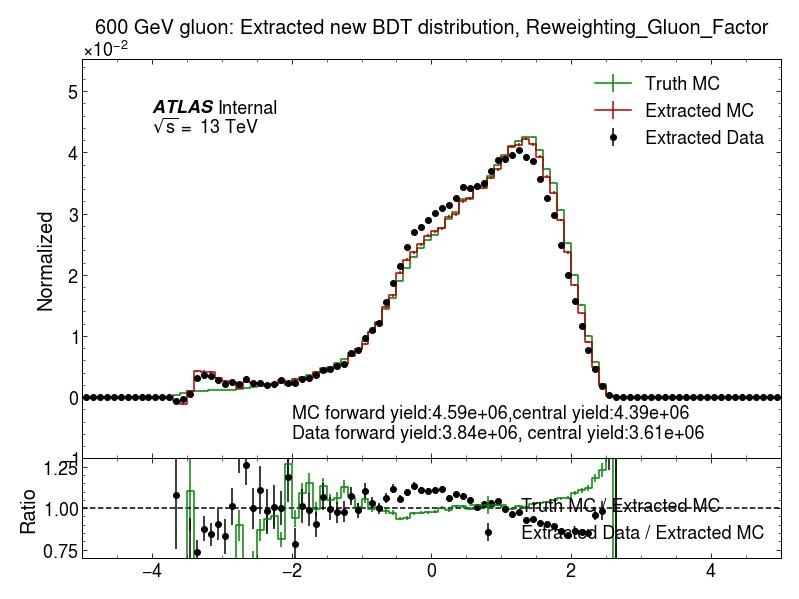 600 GeV gluon: Extracted new BDT distribution, Reweighting_Gluon_Factor
×10⁻²
ATLAS Internal
√s = 13 TeV
Truth MC
Extracted MC
Extracted Data
5
4
3
2
1
0
Normalized
MC forward yield:4.59e+06,central yield:4.39e+06
Data forward yield:3.84e+06, central yield:3.61e+06
1
1.25
1.00
0.75
Ratio
Truth MC / Extracted MC
Extracted Data / Extracted MC
−4 −2 0 2 4